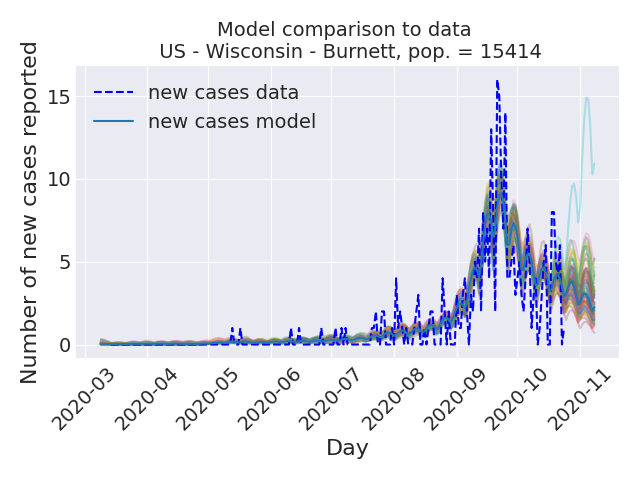 Model comparison to data
US - Wisconsin - Burnett, pop. = 15414
Number of new cases reported
15
10
5
0
new cases data
new cases model
2020-03
2020-04
2020-05
2020-06
2020-07
2020-08
2020-09
2020-10
2020-11
Day